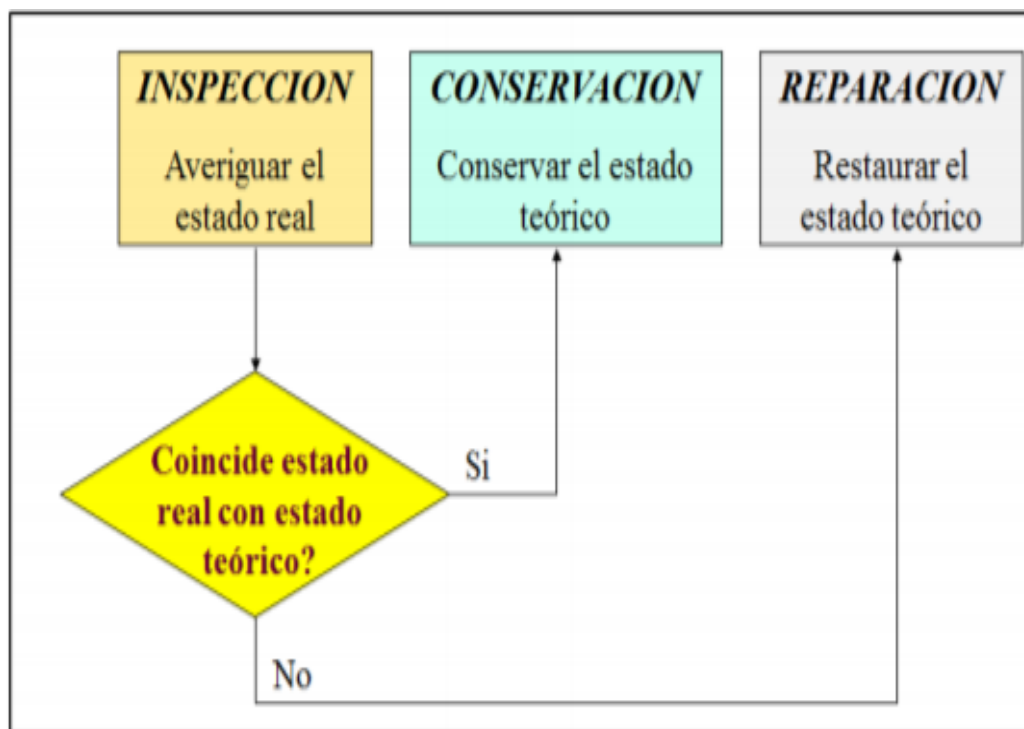 INSPECCION
Averiguar el
estado real
CONSERVACION
Conservar el estado
teórico
REPARACION
Restaurar el
estado teórico
Coincide estado
real con estado
teórico?
Si
No